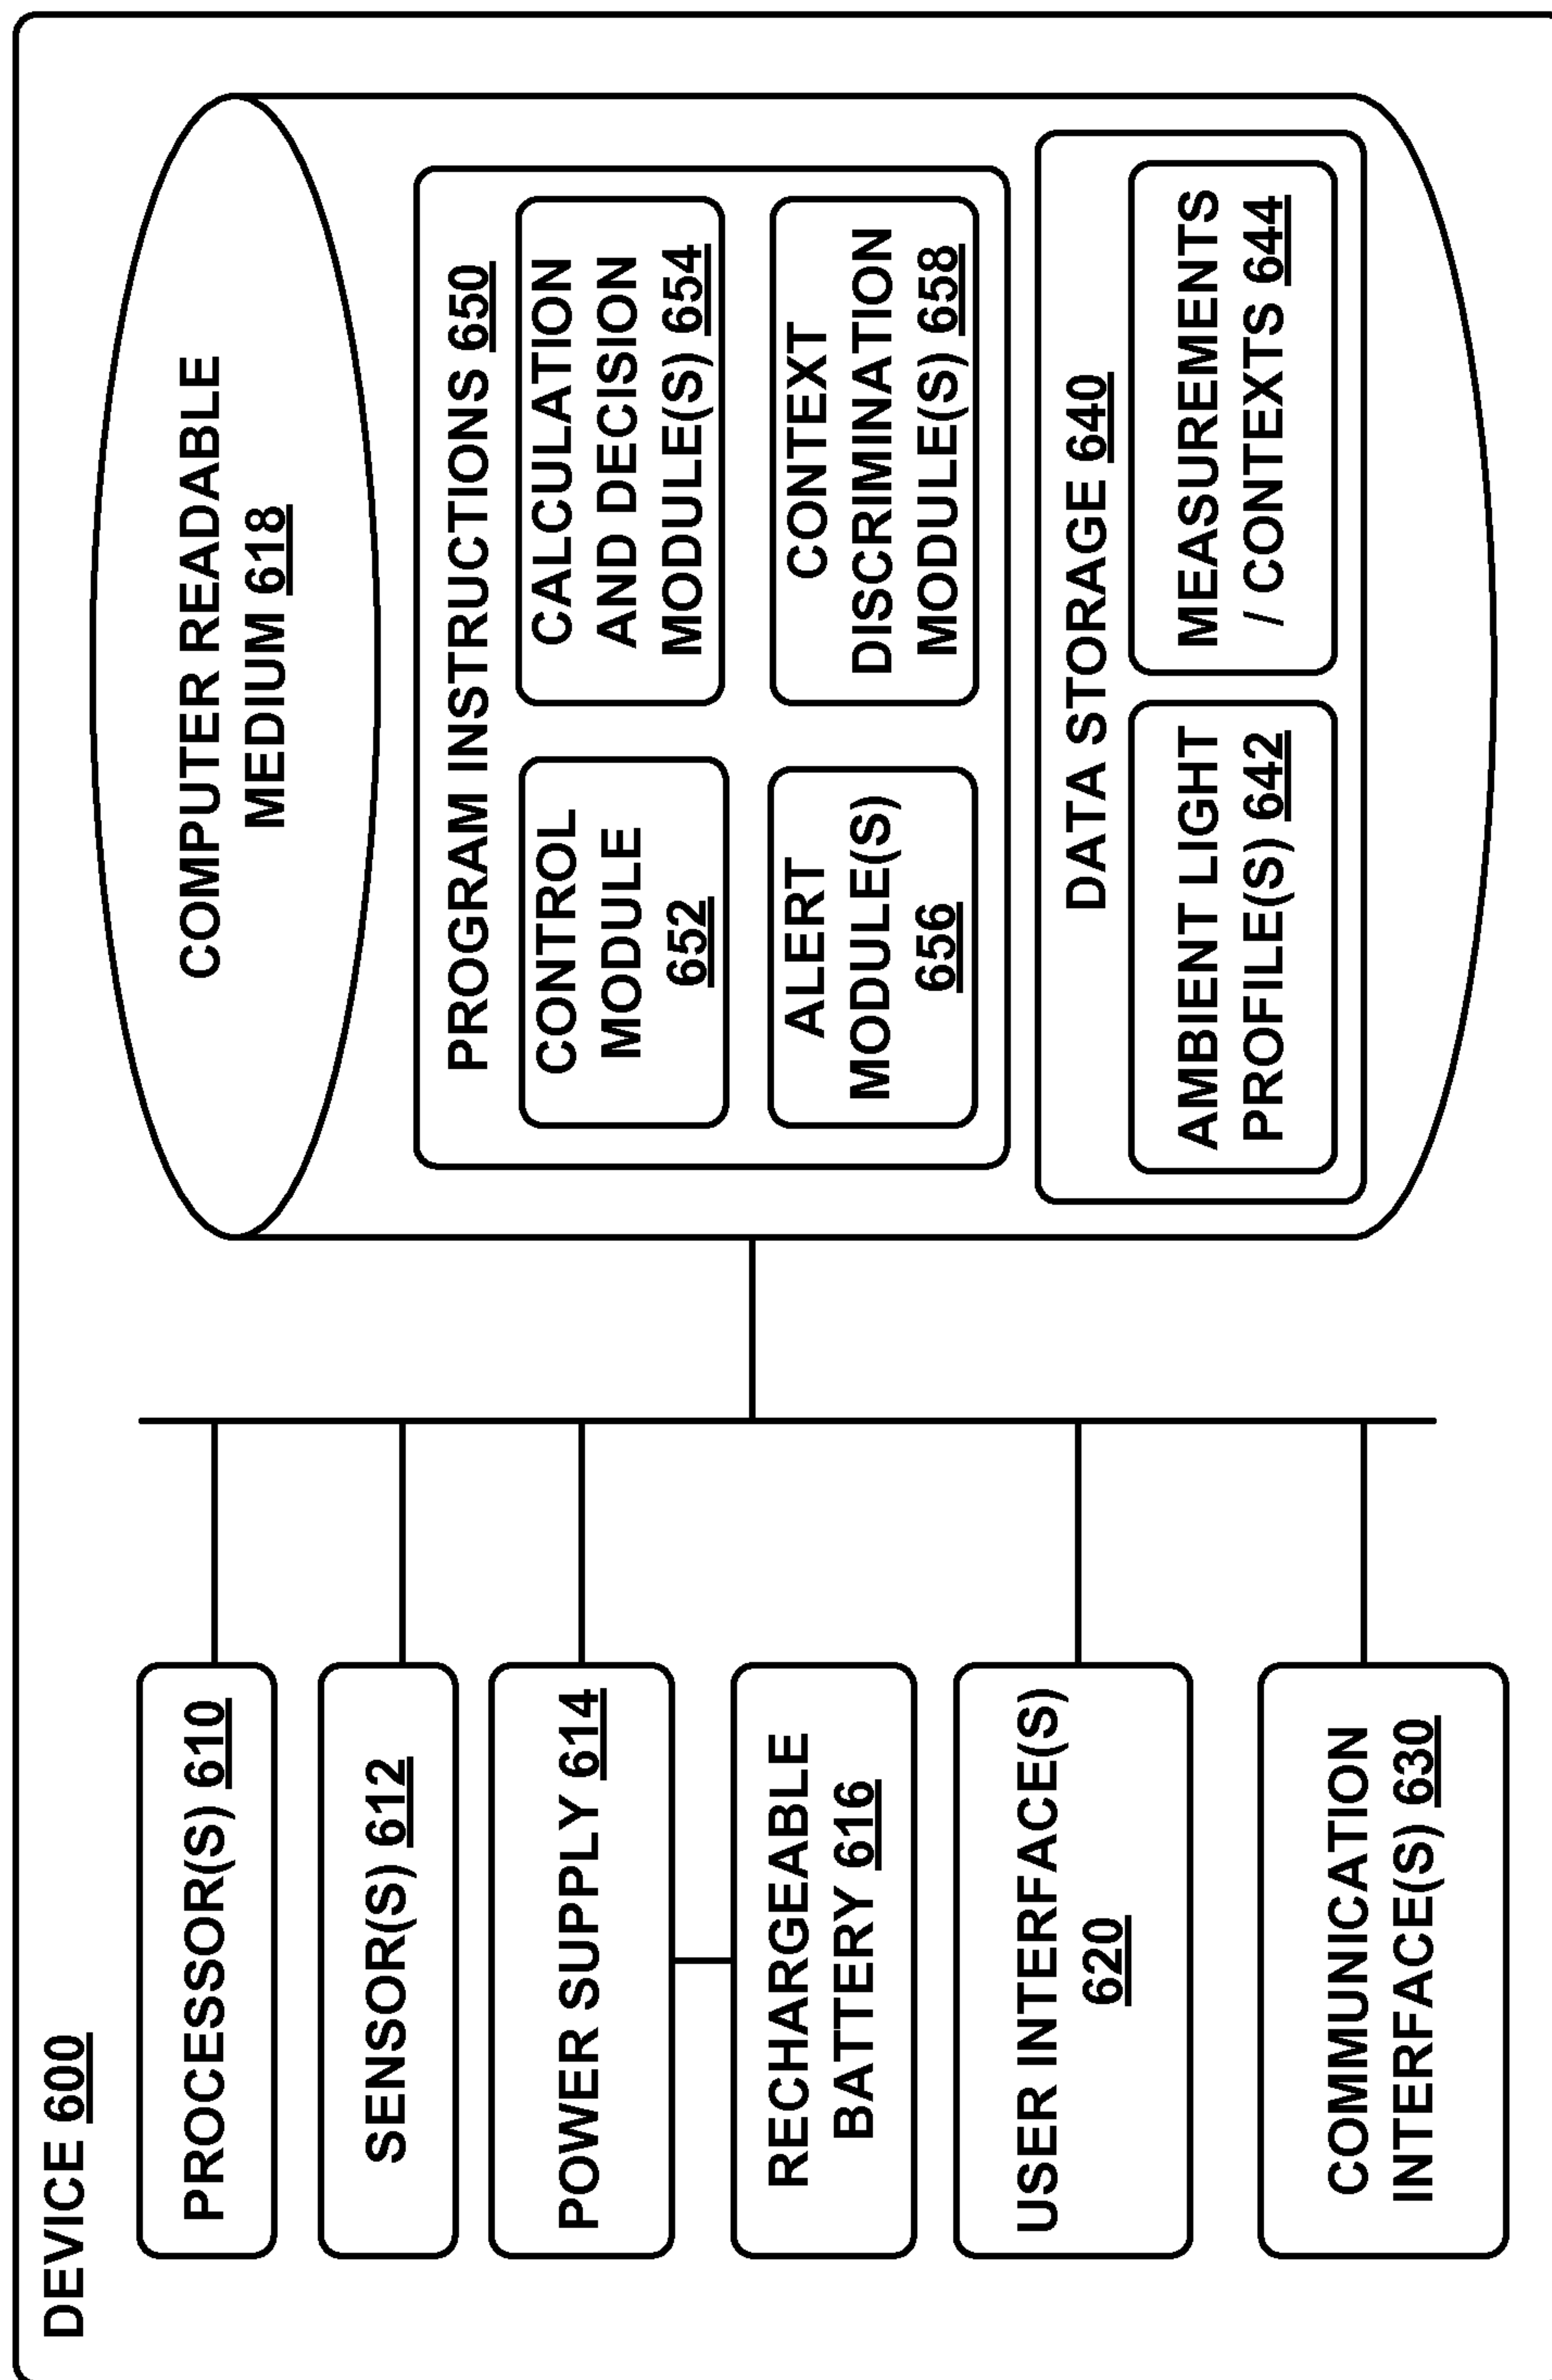 DEVICE 600
PROCESSOR(S) 610
SENSOR(S) 612
POWER SUPPLY 614
RECHARGEABLE
BATTERY 616
USER INTERFACE(S)
620
COMMUNICATION
INTERFACE(S) 630
COMPUTER READABLE
MEDIUM 618
PROGRAM INSTRUCTIONS 650
CONTROL
MODULE
652
CALCULATION
AND DECISION
MODULE(S) 654
ALERT
MODULE(S)
656
CONTEXT
DISCRIMINATION
MODULE(S) 658
DATA STORAGE 640
AMBIENT LIGHT
PROFILE(S) 642
MEASUREMENTS
/ CONTEXTS 644